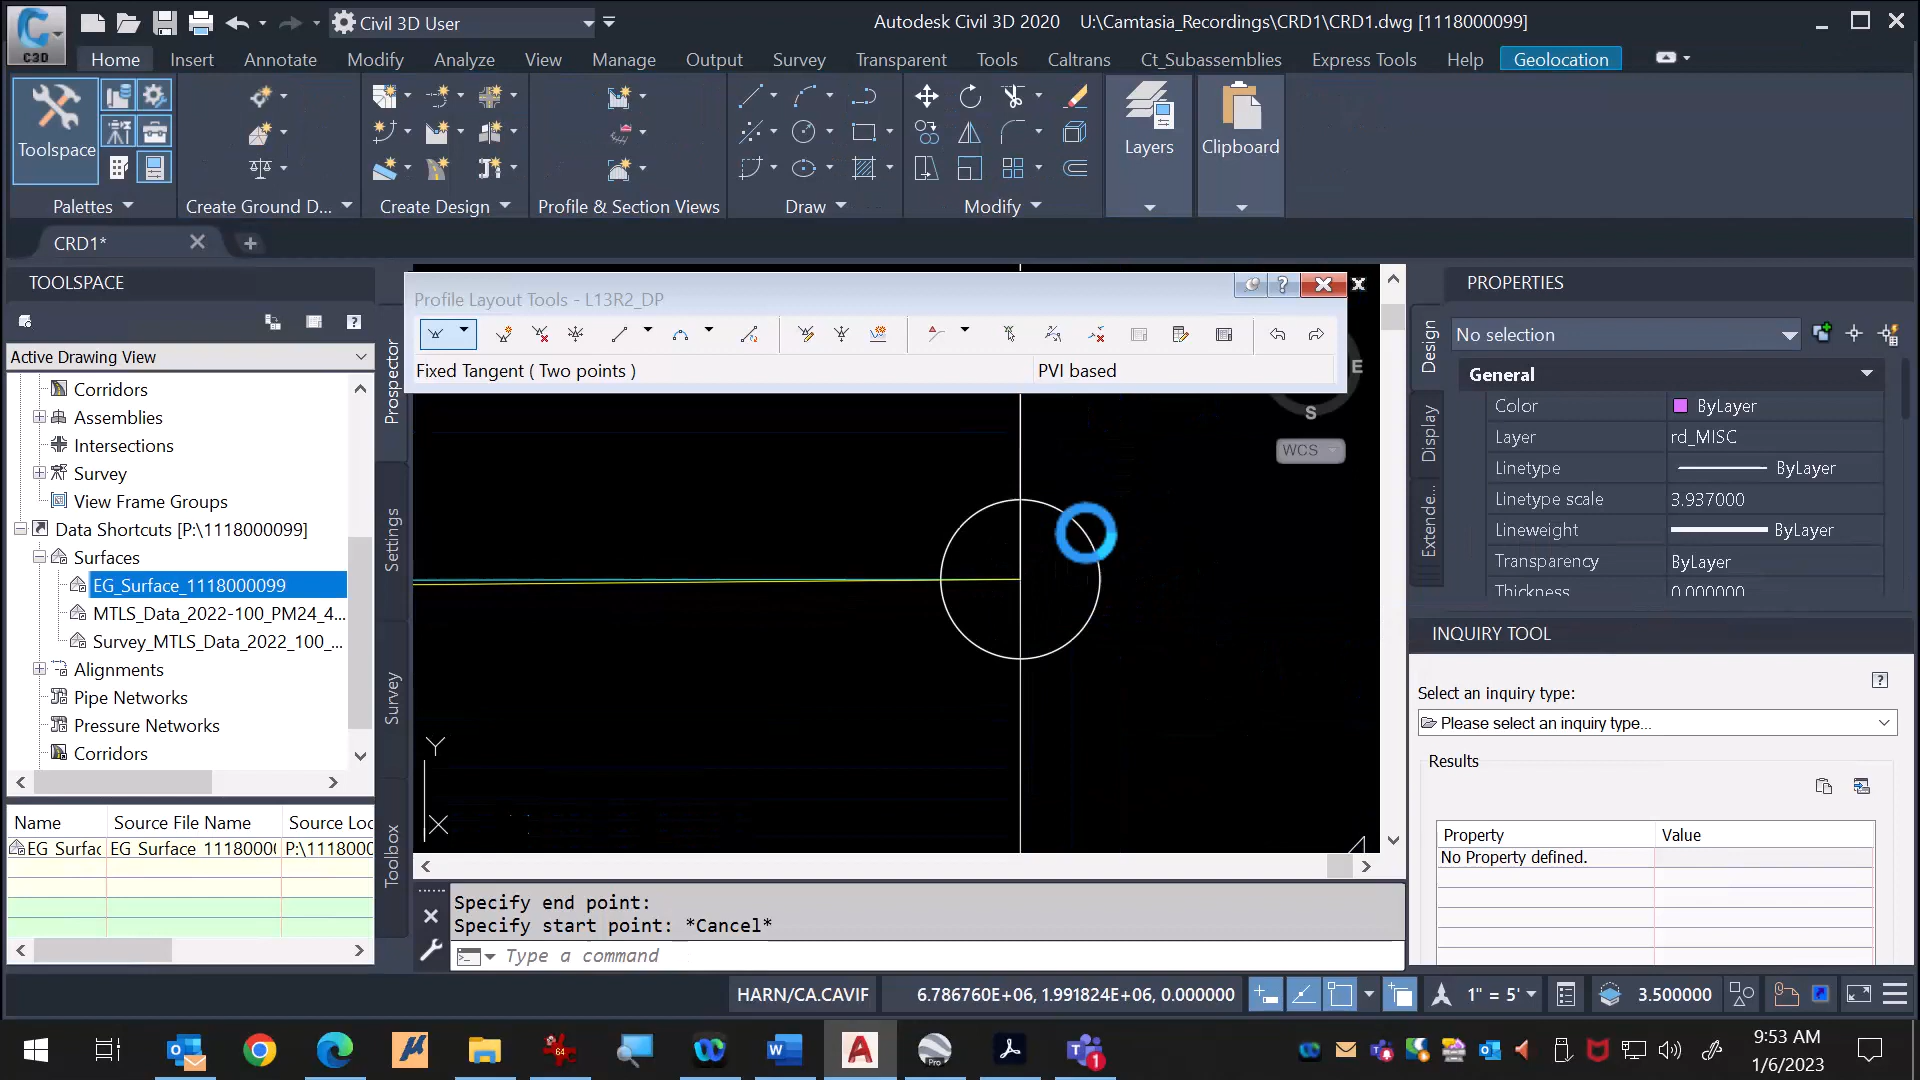 Civil 3D User
Autodesk Civil 3D 2020 U:\Camtasia_Recordings\CRD1\CRD1.dwg [1118000099]
C3D
Home Insert Annotate Modify Analyze View Manage Output Survey Transparent Tools Caltrans Ct_Subassemblies Express Tools Help Geolocation
Toolspace
Layers
Clipboard
Palettes
Create Ground D...
Create Design
Profile & Section Views
Draw
Modify
CRD1*
TOOLSPACE
Active Drawing View
Corridors
Assemblies
Intersections
Survey
View Frame Groups
Data Shortcuts [P:\1118000099]
Surfaces
EG_Surface_1118000099
MTLS_Data_2022-100_PM24_4...
Survey_MTLS_Data_2022_100_...
Alignments
Pipe Networks
Pressure Networks
Corridors
Name Source File Name Source Loc
EG_Surfac EG_Surface_11180000 P:\1118000
Prospector
Settings
Survey
Toolbox
Profile Layout Tools - L13R2_DP
Fixed Tangent ( Two points )
PVI based
E
S
WCS
Y
X
Specify end point:
Specify start point: *Cancel*
Type a command
PROPERTIES
No selection
Design
Display
Extende...
General
Color ByLayer
Layer rd_MISC
Linetype ByLayer
Linetype scale 3.937000
Lineweight ByLayer
Transparency ByLayer
Thickness 0.000000
INQUIRY TOOL
Select an inquiry type:
Please select an inquiry type...
Results
Property Value
No Property defined.
HARN/CA.CAVIF 6.786760E+06, 1.991824E+06, 0.000000 1" = 5' 3.500000
64
Pro
1
9:53 AM
1/6/2023